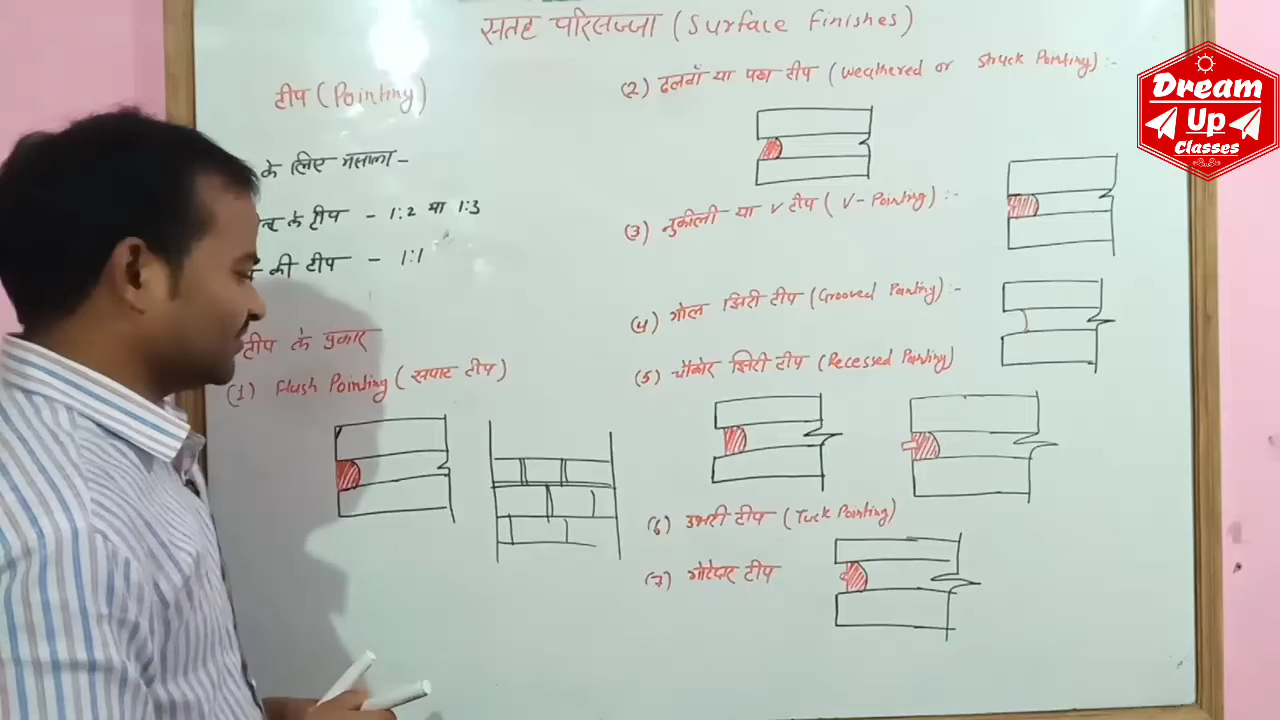 सतह परिसज्जा (Surface Finishes)
टीप (Pointing)
के लिए मसाला –
के टीप – 1:2 या 1:3
की टीप – 1:1
टीप के प्रकार
(1) Flush Pointing (सपाट टीप)
(2) ढलवाँ या टीप (Weathered or Struck Pointing) :-
(3) नुकीली या V टीप (V-Pointing) :-
(4) गोल झिरी टीप (Grooved Pointing) :-
(5) चौकोर झिरी टीप (Recessed Pointing)
(6) उभरी टीप (Tuck Pointing)
(7) गोलेदार टीप
Dream
Up
Classes